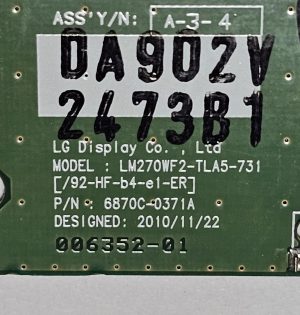 ASS'Y/N: A-3-4
DA902V
2473B1
LG Display Co., Ltd
MODEL : LM270WF2-TLA5-731
[/92-HF-b4-e1-ER]
P/N : 6870C-0371A
DESIGNED: 2010/11/22
006352-01